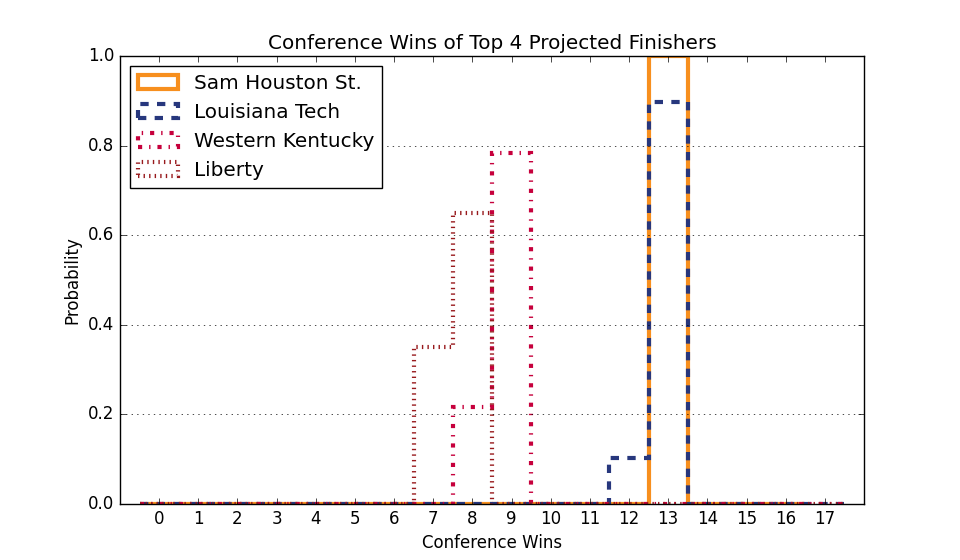 Conference Wins of Top 4 Projected Finishers
1.0
0.8
0.6
0.4
0.2
0.0
Probability
Sam Houston St.
Louisiana Tech
Western Kentucky
Liberty
0 1 2 3 4 5 6 7 8 9 10 11 12 13 14 15 16 17
Conference Wins